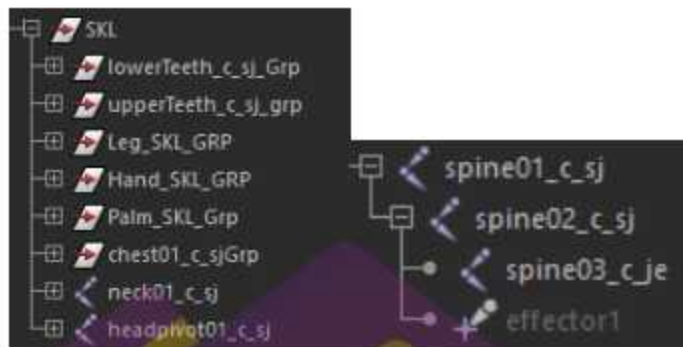 SKL
lowerTeeth_c_sj_Grp
upperTeeth_c_sj_grp
Leg_SKL_GRP
Hand_SKL_GRP
Palm_SKL_Grp
chest01_c_sjGrp
neck01_c_sj
headpivot01_c_sj
spine01_c_sj
spine02_c_sj
spine03_c_je
effector1